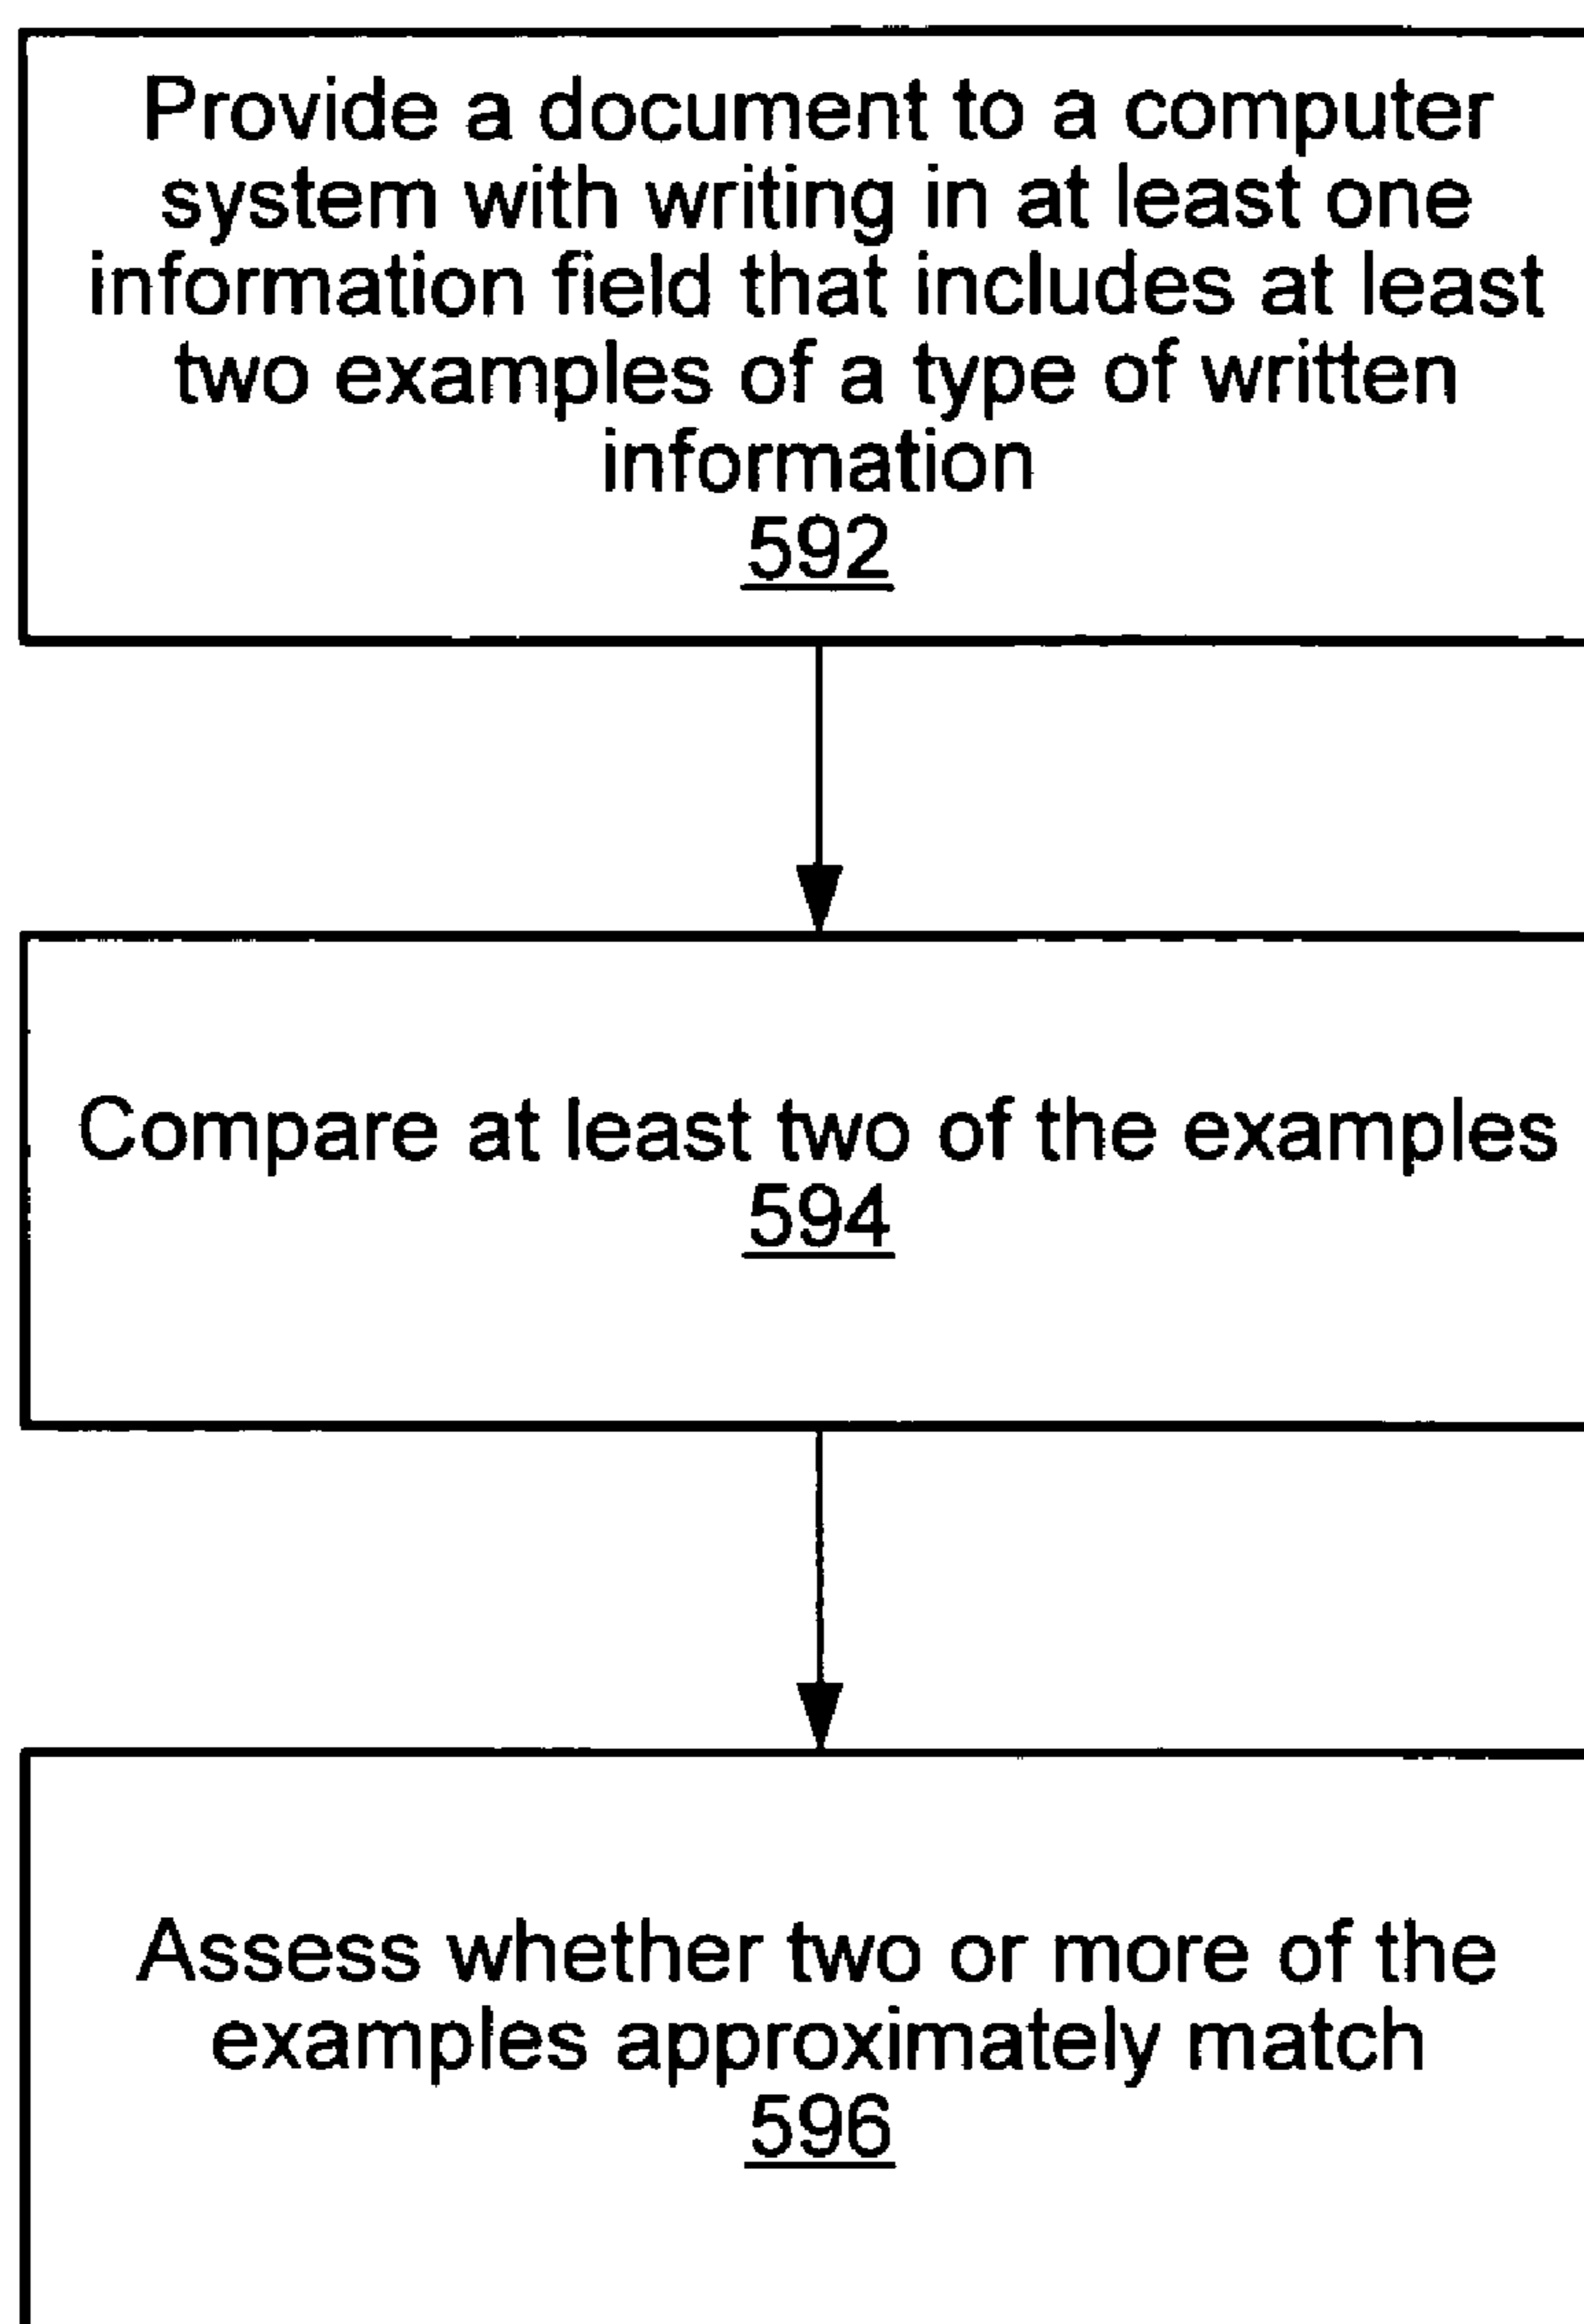 Provide a document to a computer
system with writing in at least one
information field that includes at least
two examples of a type of written
information
592
Compare at least two of the examples
594
Assess whether two or more of the
examples approximately match
596